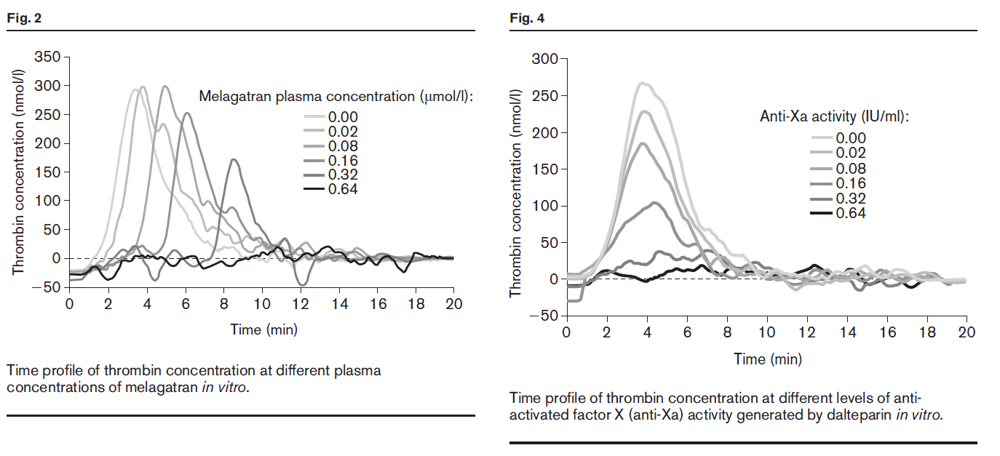 Fig. 2
350
300
250
200
150
100
50
0
−50
Thrombin concentration (nmol/l)
Melagatran plasma concentration (μmol/l):
0.00
0.02
0.08
0.16
0.32
0.64
0 2 4 6 8 10 12 14 16 18 20
Time (min)
Time profile of thrombin concentration at different plasma
concentrations of melagatran in vitro.
Fig. 4
300
250
200
150
100
50
0
−50
Thrombin concentration (nmol/l)
Anti-Xa activity (IU/ml):
0.00
0.02
0.08
0.16
0.32
0.64
0 2 4 6 8 10 12 14 16 18 20
Time (min)
Time profile of thrombin concentration at different levels of anti-
activated factor X (anti-Xa) activity generated by dalteparin in vitro.